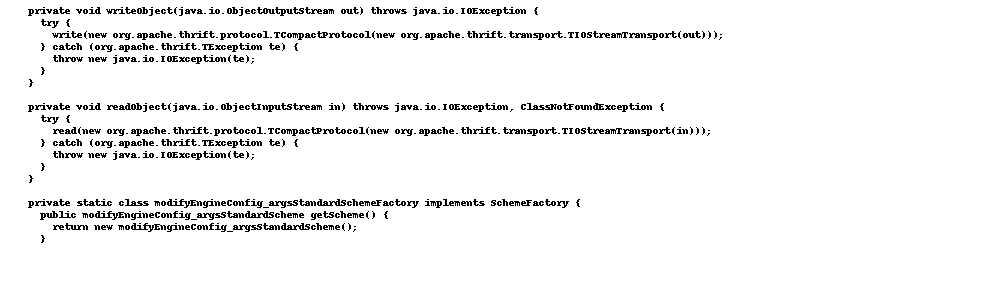 private void writeObject(java.io.ObjectOutputStream out) throws java.io.IOException {
try {
write(new org.apache.thrift.protocol.TCompactProtocol(new org.apache.thrift.transport.TIOStreamTransport(out)));
} catch (org.apache.thrift.TException te) {
throw new java.io.IOException(te);
}
}
private void readObject(java.io.ObjectInputStream in) throws java.io.IOException, ClassNotFoundException {
try {
read(new org.apache.thrift.protocol.TCompactProtocol(new org.apache.thrift.transport.TIOStreamTransport(in)));
} catch (org.apache.thrift.TException te) {
throw new java.io.IOException(te);
}
}
private static class modifyEngineConfig_argsStandardSchemeFactory implements SchemeFactory {
public modifyEngineConfig_argsStandardScheme getScheme() {
return new modifyEngineConfig_argsStandardScheme();
}